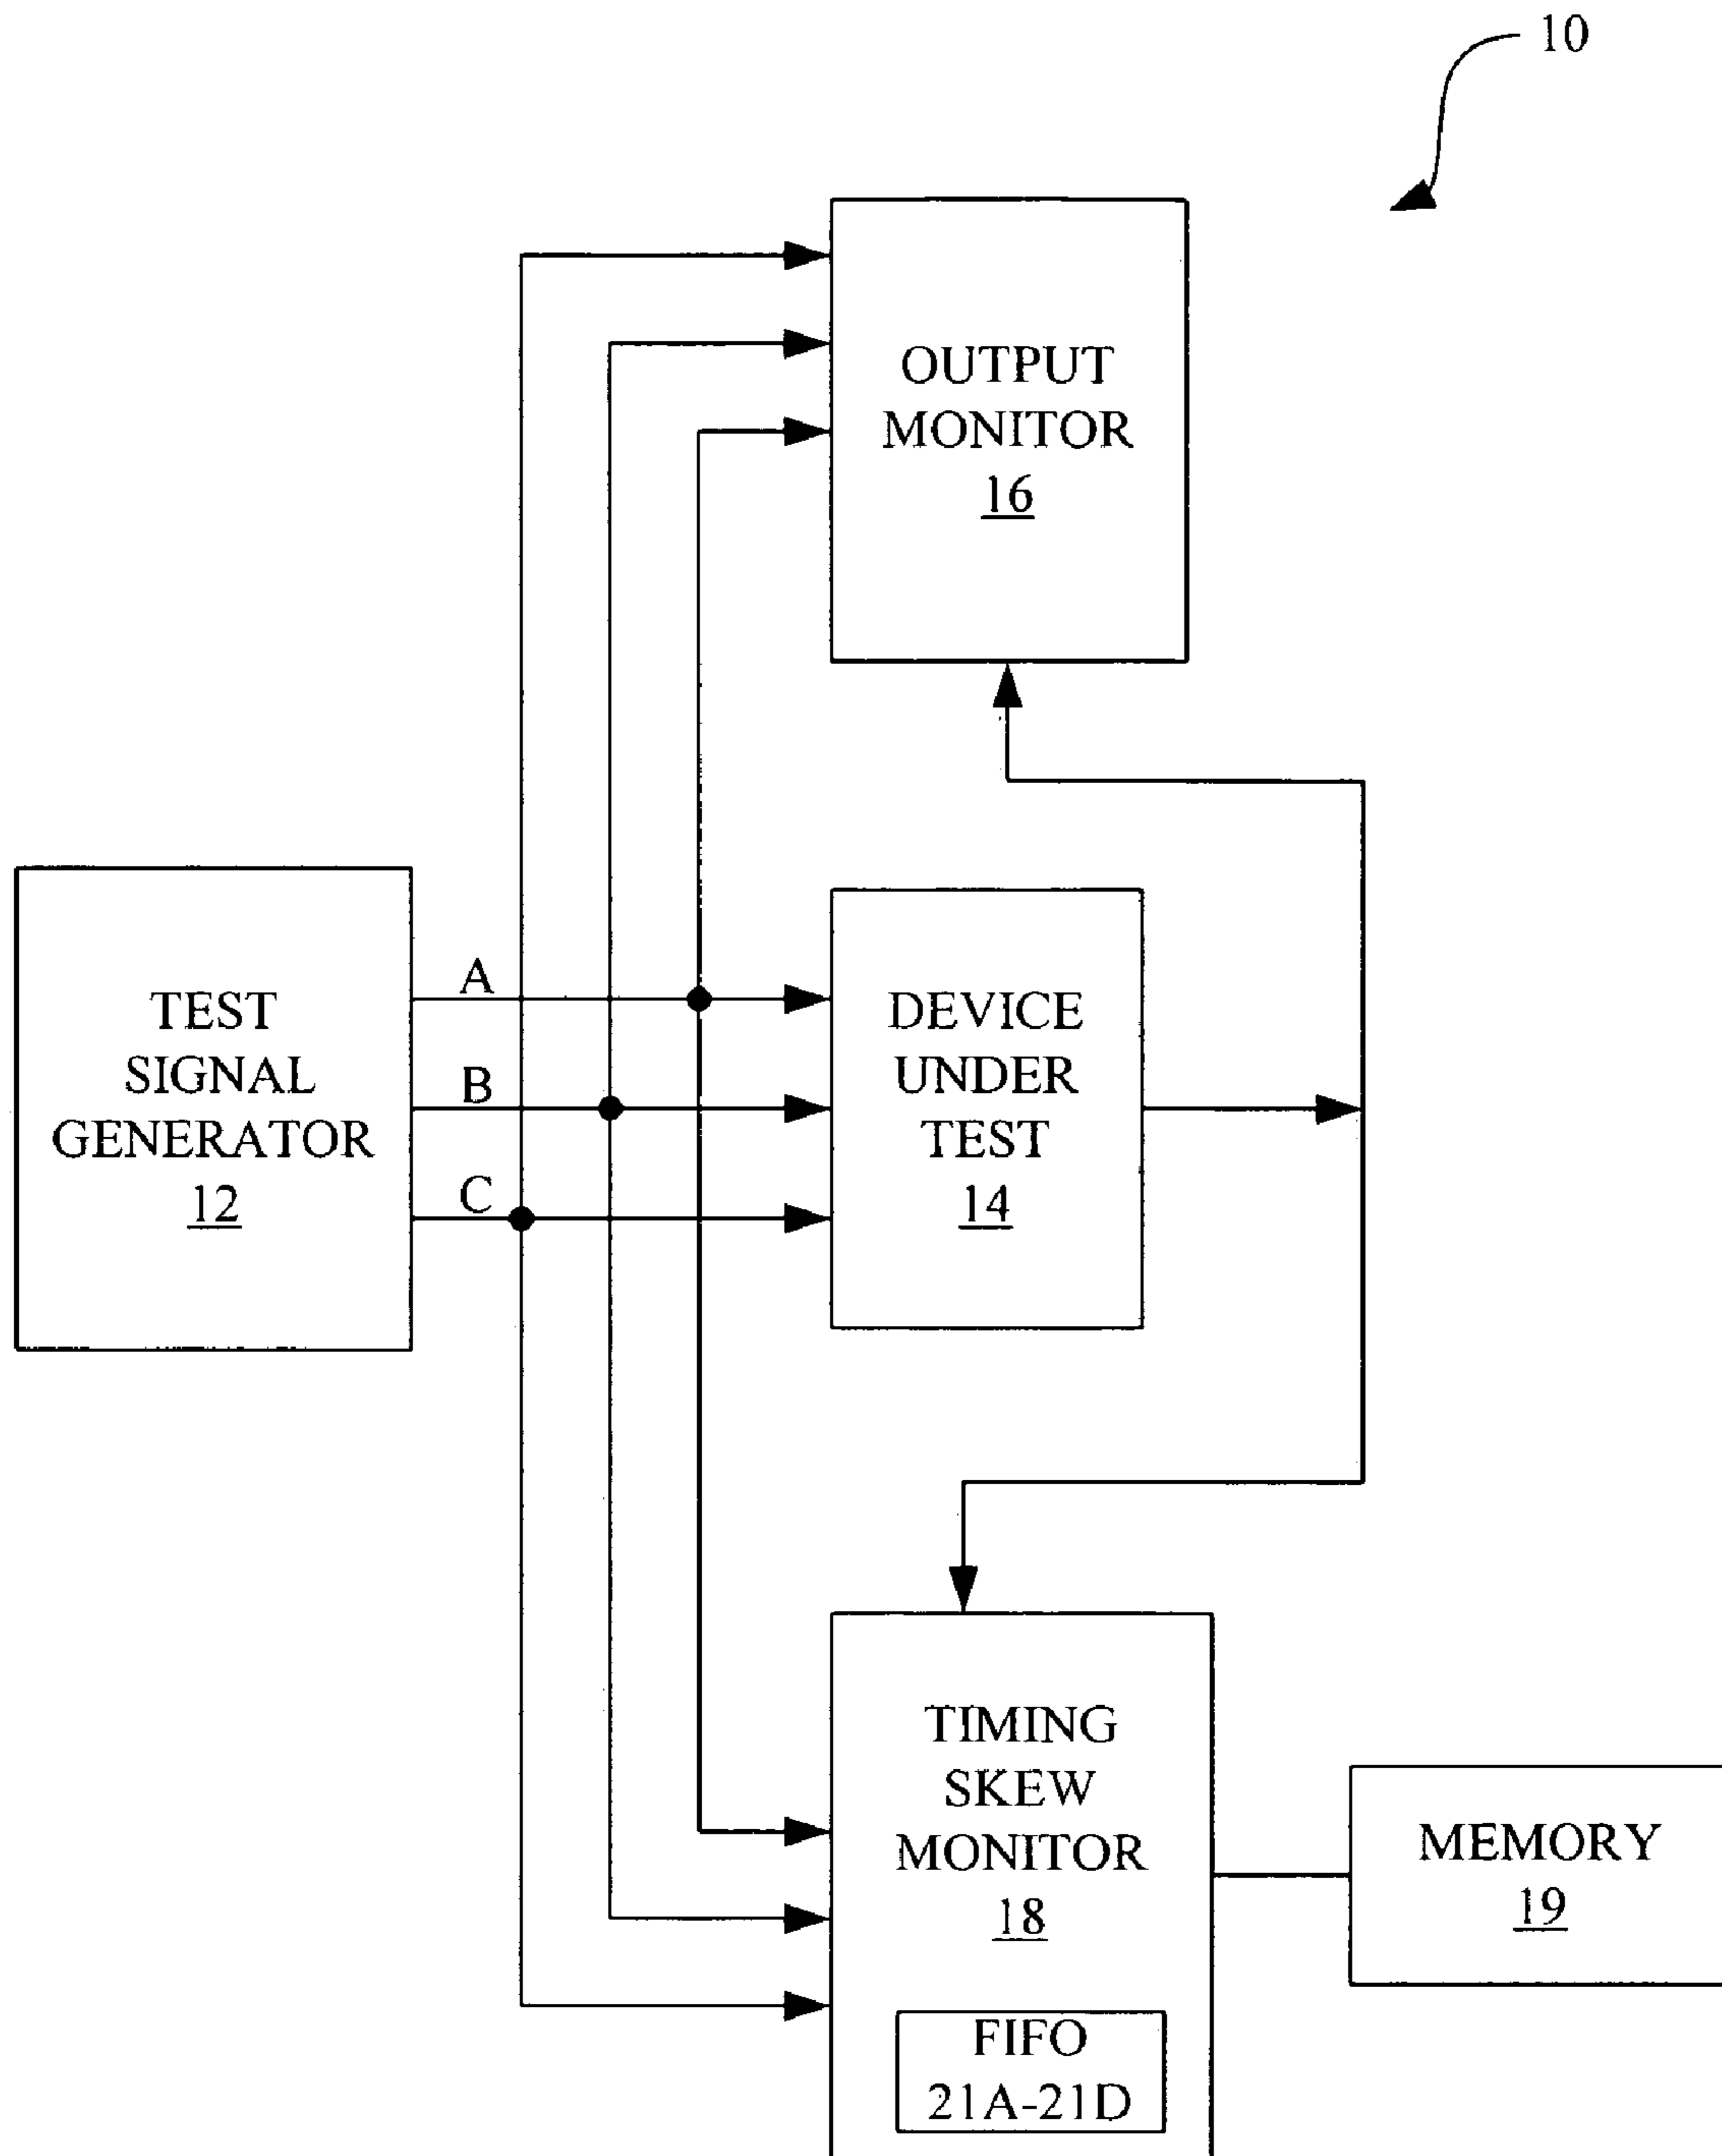 10
OUTPUT
MONITOR
16
A
B
C
TEST
SIGNAL
GENERATOR
12
DEVICE
UNDER
TEST
14
TIMING
SKEW
MONITOR
18
MEMORY
19
FIFO
21A-21D